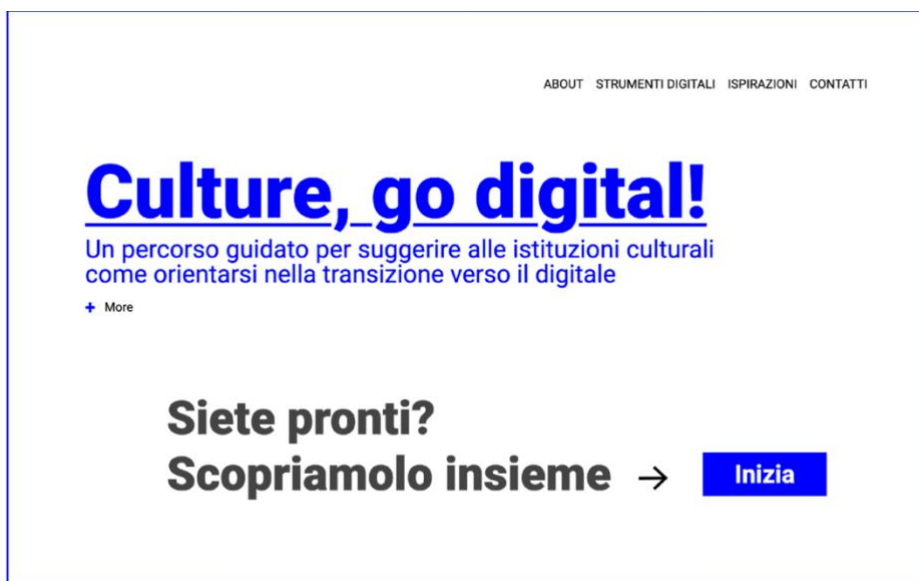 ABOUT STRUMENTI DIGITALI ISPIRAZIONI CONTATTI
Culture, go digital!
Un percorso guidato per suggerire alle istituzioni culturali
come orientarsi nella transizione verso il digitale
+ More
Siete pronti?
Scopriamolo insieme → Inizia